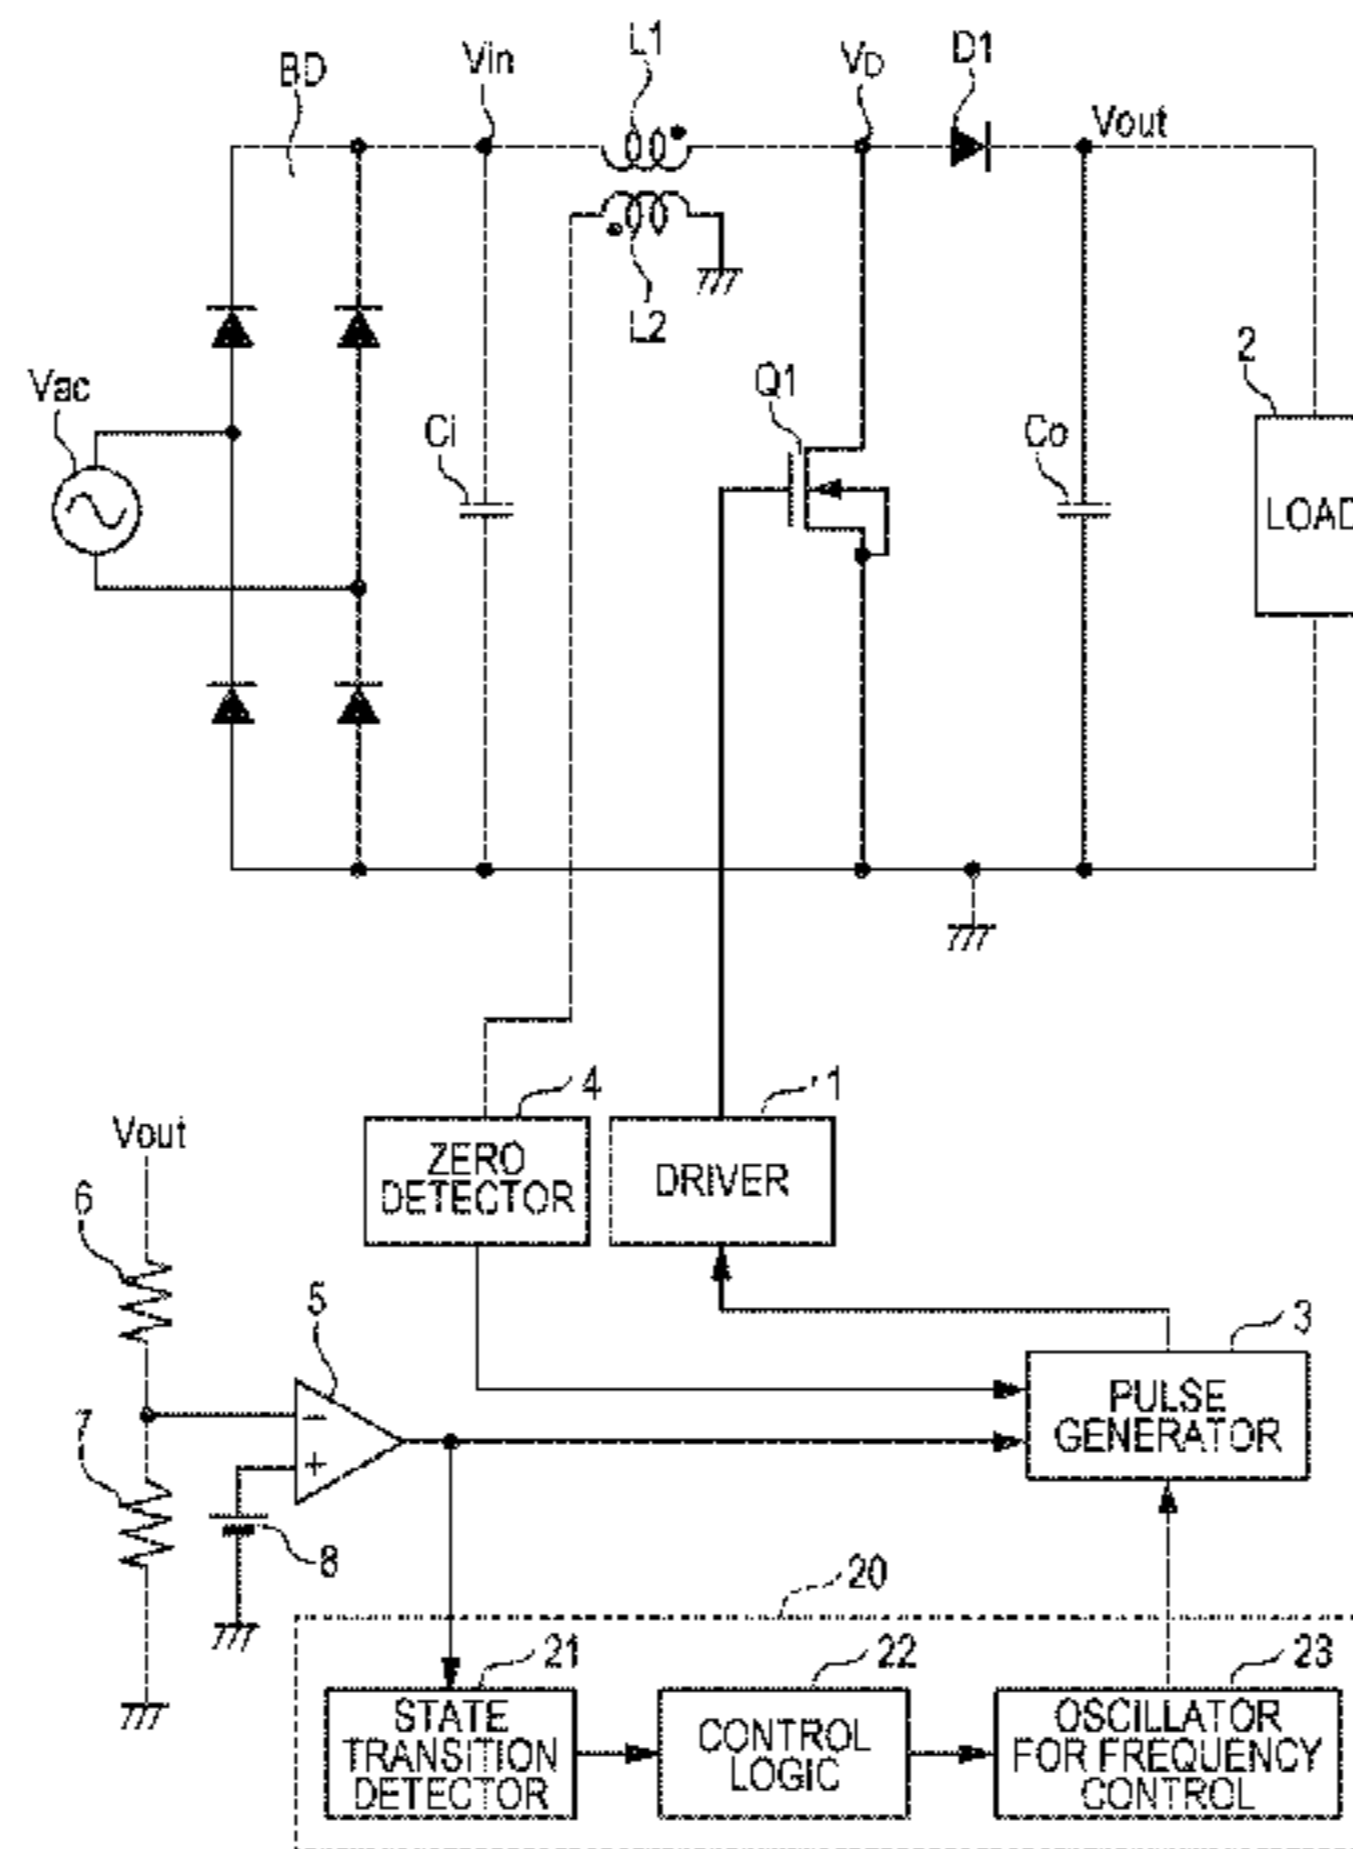 L1
BD
Vin
VD
D1
Vout
L2
2
Vac
Q1
Ci
Co
LOAD
4
1
Vout
ZERO
DETECTOR
DRIVER
6
5
3
PULSE
GENERATOR
7
−
+
8
20
21
22
23
STATE
TRANSITION
DETECTOR
CONTROL
LOGIC
OSCILLATOR
FOR FREQUENCY
CONTROL